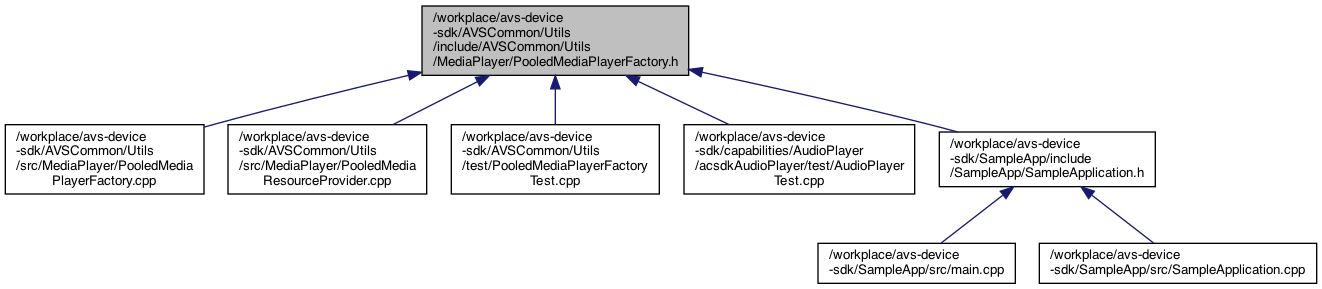 /workplace/avs-device
-sdk/AVSCommon/Utils
/include/AVSCommon/Utils
/MediaPlayer/PooledMediaPlayerFactory.h
/workplace/avs-device
-sdk/AVSCommon/Utils
/src/MediaPlayer/PooledMedia
PlayerFactory.cpp
/workplace/avs-device
-sdk/AVSCommon/Utils
/src/MediaPlayer/PooledMedia
ResourceProvider.cpp
/workplace/avs-device
-sdk/AVSCommon/Utils
/test/PooledMediaPlayerFactory
Test.cpp
/workplace/avs-device
-sdk/capabilities/AudioPlayer
/acsdkAudioPlayer/test/AudioPlayer
Test.cpp
/workplace/avs-device
-sdk/SampleApp/include
/SampleApp/SampleApplication.h
/workplace/avs-device
-sdk/SampleApp/src/main.cpp
/workplace/avs-device
-sdk/SampleApp/src/SampleApplication.cpp